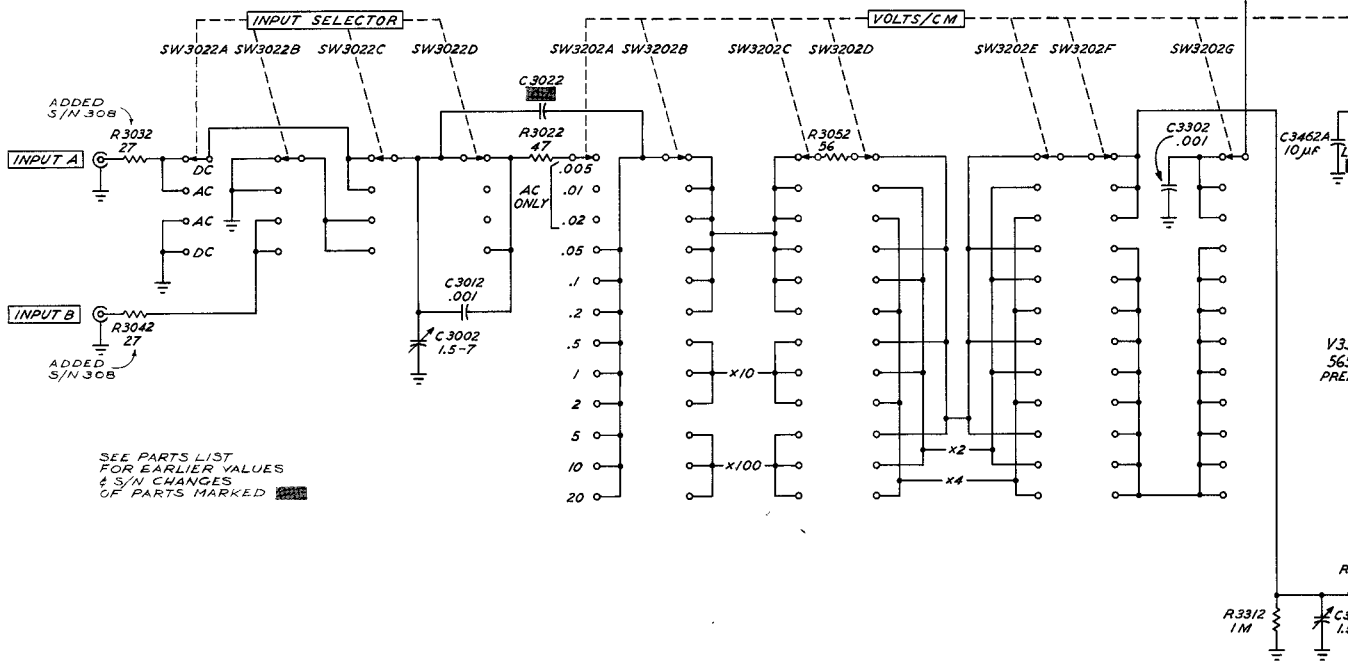 INPUT SELECTOR
VOLTS/CM
SW3022A SW3022B SW3022C SW3022D SW3202A SW3202B SW3202C SW3202D SW3202E SW3202F SW3202G
C3022
ADDED
S/N 308
R3032
27
INPUT A
DC
AC
AC
DC
R3022
47
AC
ONLY
.005
.01
.02
.05
.1
.2
.5
1
2
5
10
20
R3052
56
C3302
.001
C3462A
10μF
C3012
.001
C3002
1.5-7
INPUT B
R3042
27
ADDED
S/N 308
x10
x100
x2
x4
SEE PARTS LIST
FOR EARLIER VALUES
& S/N CHANGES
OF PARTS MARKED
R3312
1M